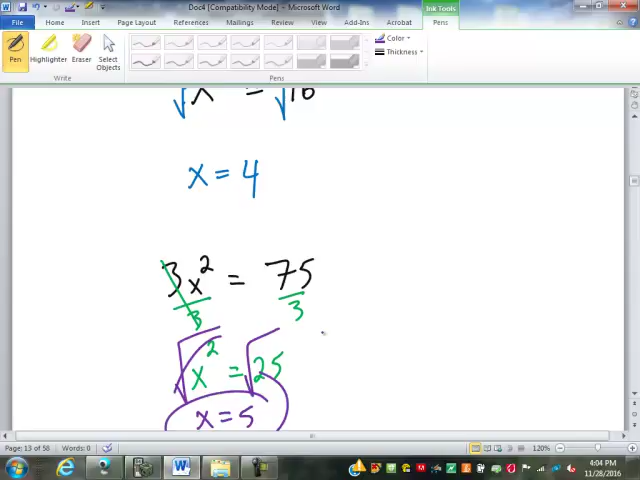 Doc4 [Compatibility Mode] - Microsoft Word
Ink Tools
File Home Insert Page Layout References Mailings Review View Add-Ins Acrobat Pens
Pen Highlighter Eraser Select Objects
Color
Thickness
Write Pens
√x = √16
x = 4
3x² = 75
3 3
√x² = √25
x = 5
Page: 13 of 58 Words: 0 120%
4:04 PM
11/28/2016